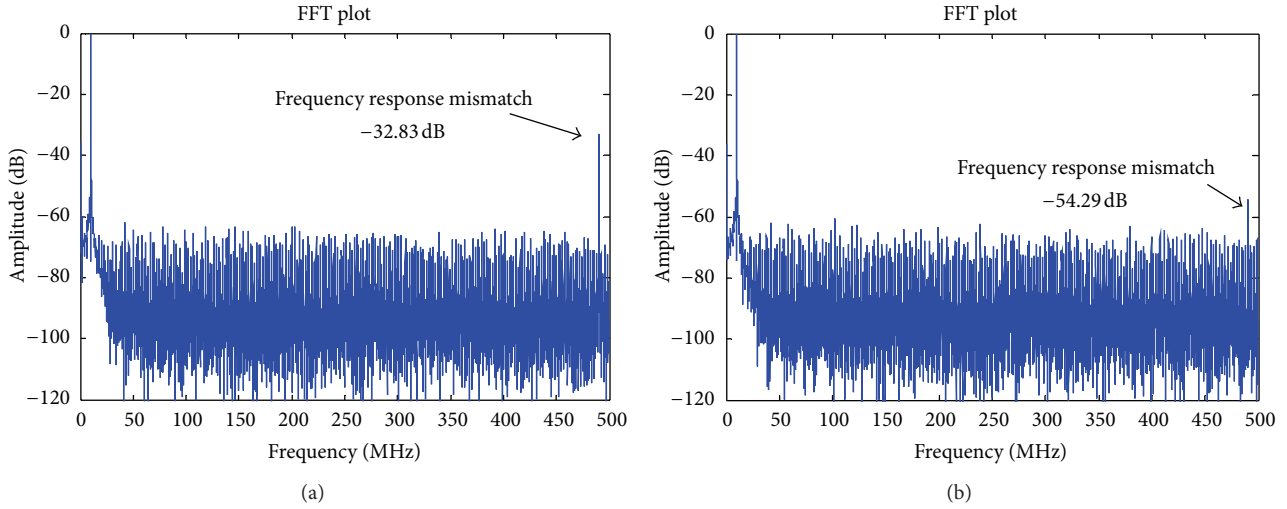 FFT plot
0
−20
−40
−60
−80
−100
−120
Amplitude (dB)
Frequency response mismatch
−32.83 dB
0 50 100 150 200 250 300 350 400 450 500
Frequency (MHz)
(a)
FFT plot
0
−20
−40
−60
−80
−100
−120
Amplitude (dB)
Frequency response mismatch
−54.29 dB
0 50 100 150 200 250 300 350 400 450 500
Frequency (MHz)
(b)